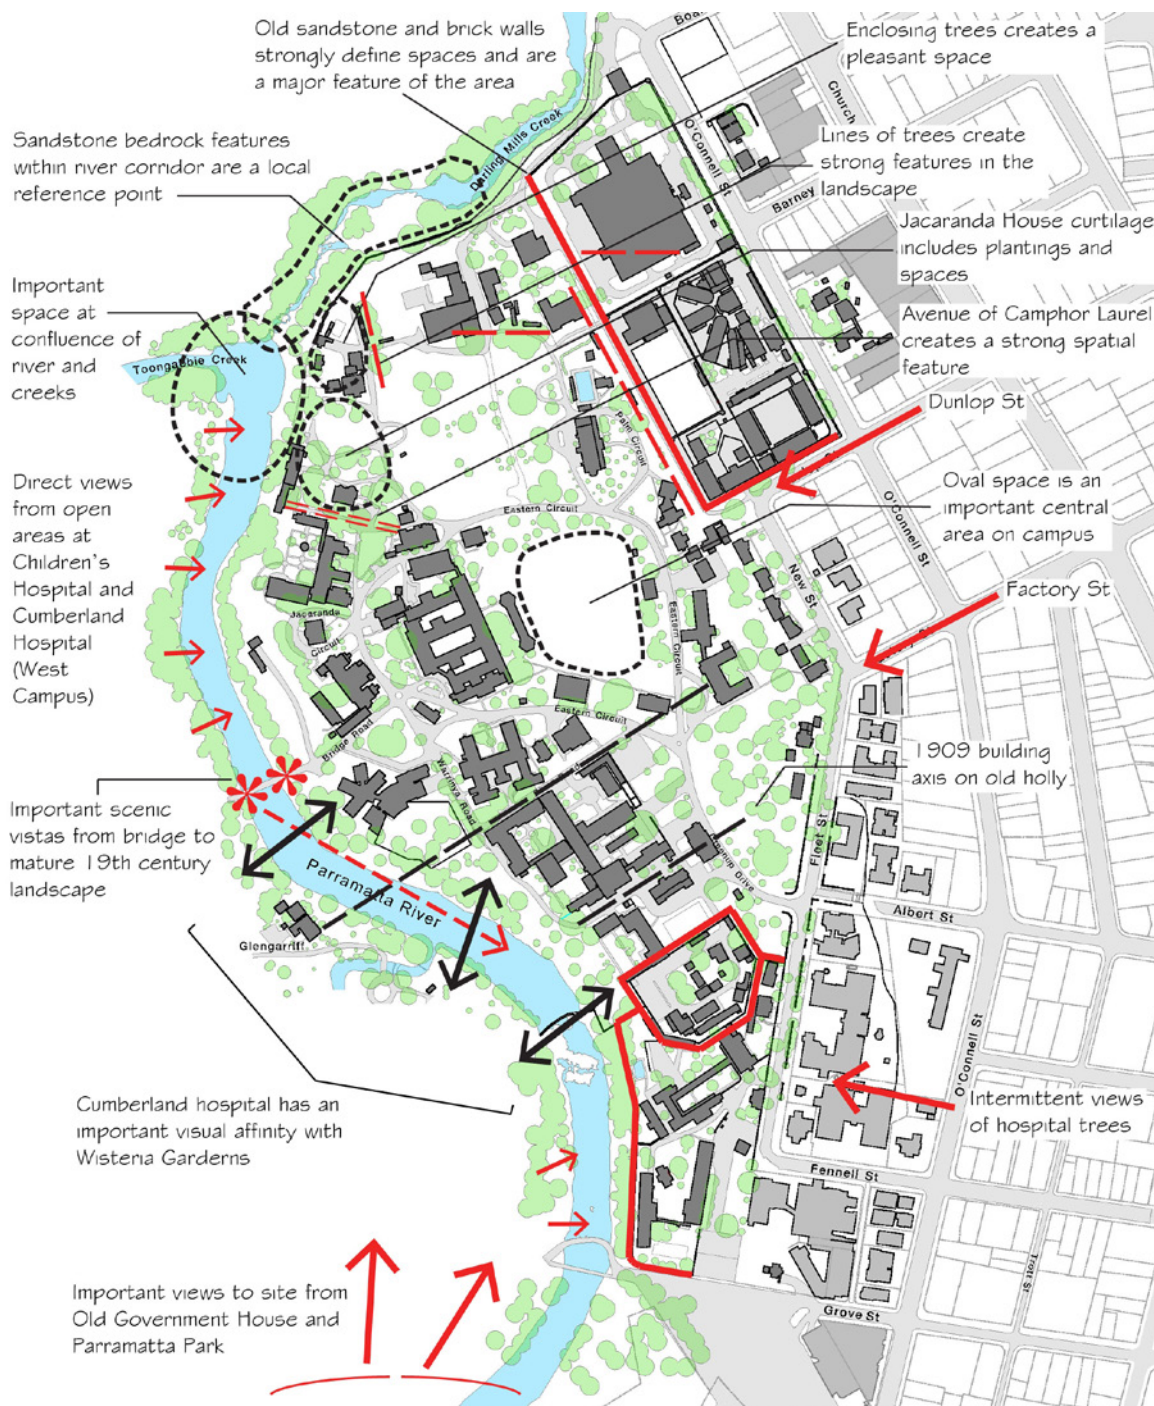 Old sandstone and brick walls
strongly define spaces and are
a major feature of the area
Enclosing trees creates a
pleasant space
Sandstone bedrock features
within river corridor are a local
reference point
Lines of trees create
strong features in the
landscape
Jacaranda House curtilage
includes plantings and
spaces
Avenue of Camphor Laurel
creates a strong spatial
feature
Important
space at
confluence of
river and
creeks
Dunlop St
Direct views
from open
areas at
Children's
Hospital and
Cumberland
Hospital
(West
Campus)
Oval space is an
important central
area on campus
Factory St
1909 building
axis on old holly
Important scenic
vistas from bridge to
mature 19th century
landscape
Cumberland hospital has an
important visual affinity with
Wisteria Garderns
Intermittent views
of hospital trees
Important views to site from
Old Government House and
Parramatta Park
Darling Mills Creek
O'Connell St
Church
Barney
Toongabbie Creek
Palm Circuit
Eastern Circuit
O'Connell St
New St
Jacaranda
Circuit
Eastern Circuit
Eastern Circuit
Bridge Road
Fleet St
Parramatta River
Glengarriff
Albert St
O'Connell St
Fennell St
Trott St
Grove St